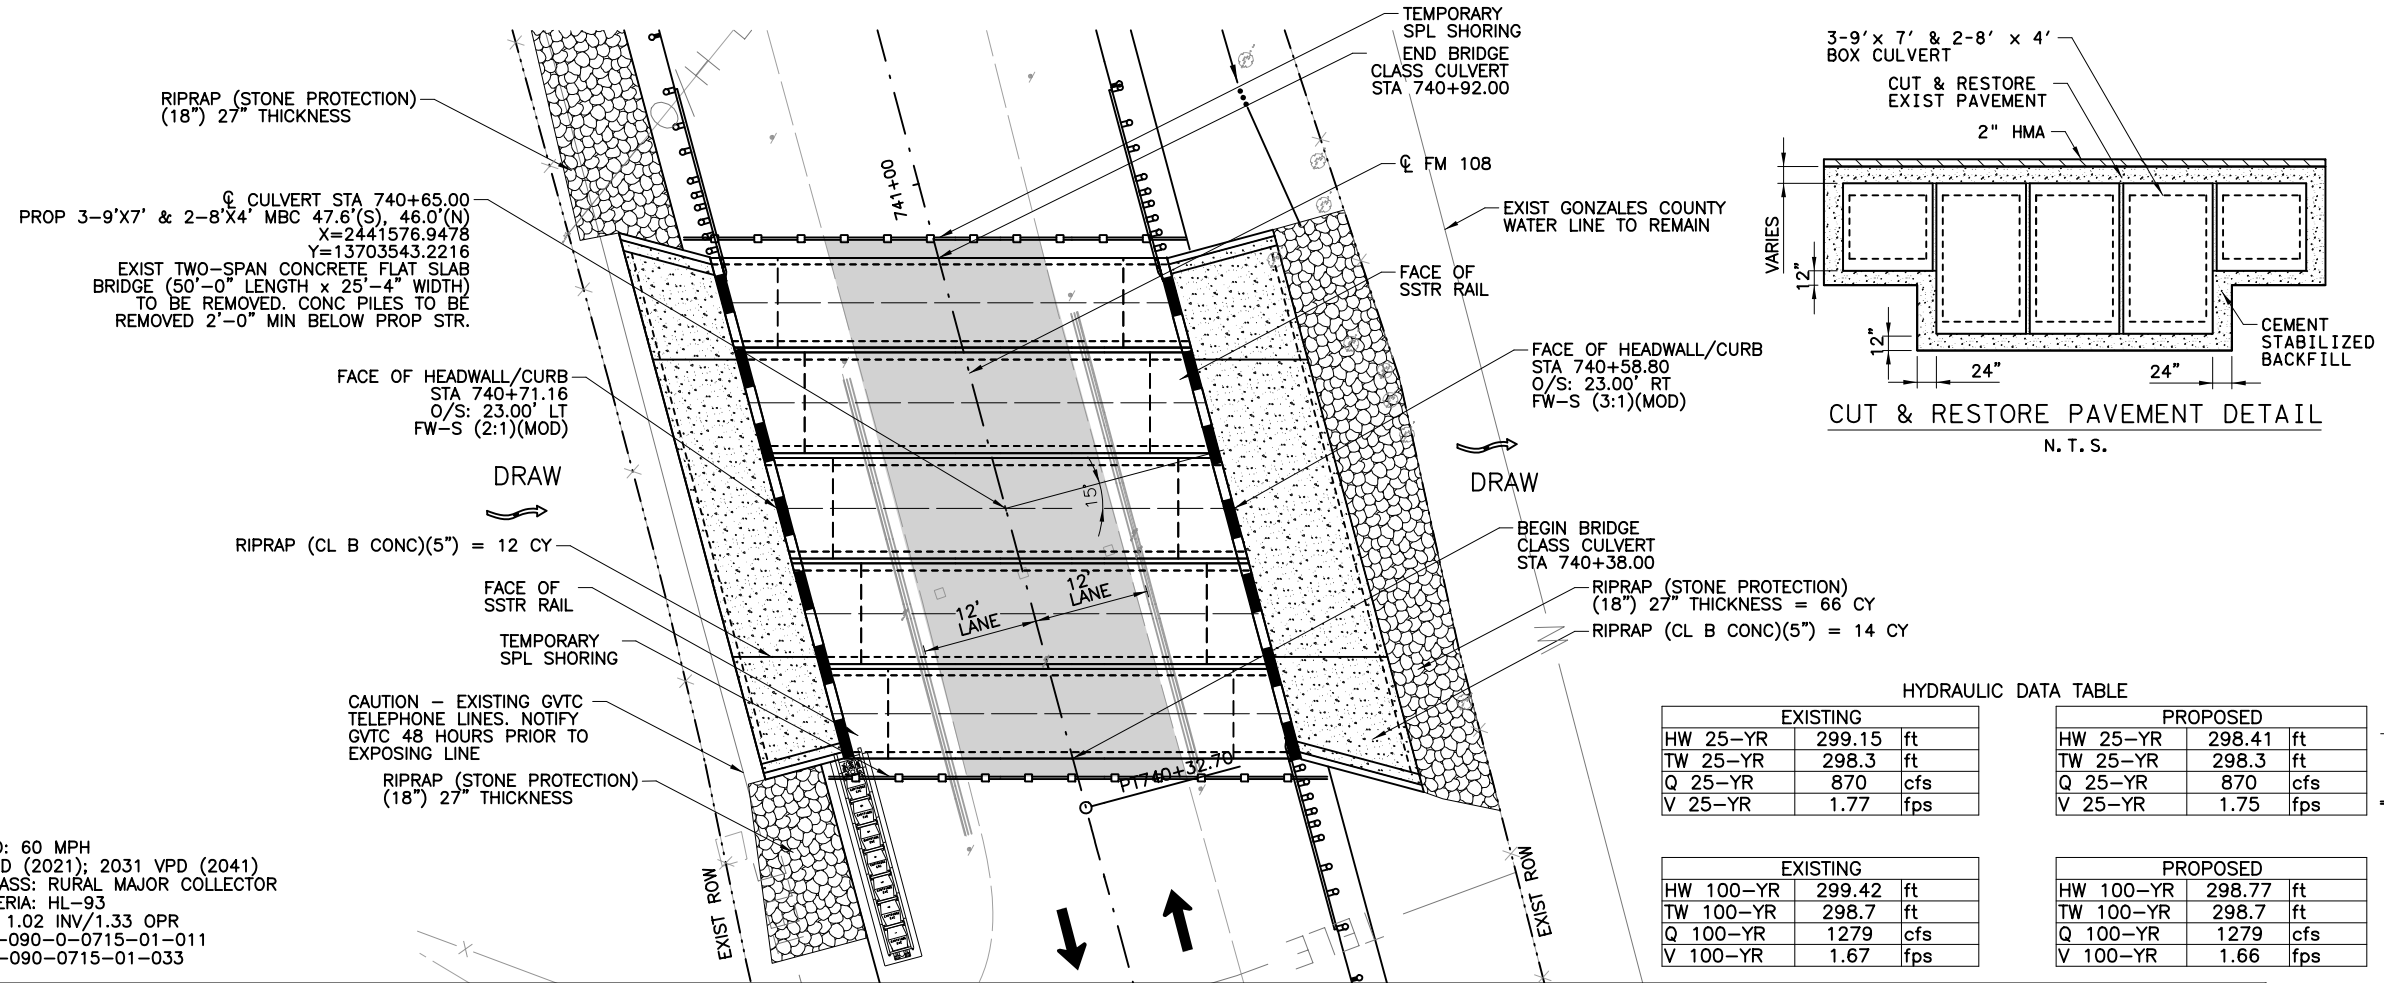 TEMPORARY
SPL SHORING
END BRIDGE
CLASS CULVERT
STA 740+92.00
RIPRAP (STONE PROTECTION)
(18") 27" THICKNESS
℄ CULVERT STA 740+65.00
PROP 3-9'X7' & 2-8'X4' MBC 47.6'(S), 46.0'(N)
X=2441576.9478
Y=13703543.2216
EXIST TWO-SPAN CONCRETE FLAT SLAB
BRIDGE (50'-0" LENGTH x 25'-4" WIDTH)
TO BE REMOVED. CONC PILES TO BE
REMOVED 2'-0" MIN BELOW PROP STR.
741+00
℄ FM 108
EXIST GONZALES COUNTY
WATER LINE TO REMAIN
FACE OF
SSTR RAIL
FACE OF HEADWALL/CURB
STA 740+71.16
O/S: 23.00' LT
FW-S (2:1)(MOD)
FACE OF HEADWALL/CURB
STA 740+58.80
O/S: 23.00' RT
FW-S (3:1)(MOD)
DRAW
DRAW
15°
RIPRAP (CL B CONC)(5") = 12 CY
FACE OF
SSTR RAIL
TEMPORARY
SPL SHORING
12'
LANE
12'
LANE
BEGIN BRIDGE
CLASS CULVERT
STA 740+38.00
RIPRAP (STONE PROTECTION)
(18") 27" THICKNESS = 66 CY
RIPRAP (CL B CONC)(5") = 14 CY
CAUTION - EXISTING GVTC
TELEPHONE LINES. NOTIFY
GVTC 48 HOURS PRIOR TO
EXPOSING LINE
RIPRAP (STONE PROTECTION)
(18") 27" THICKNESS
PT740+32.70
EXIST ROW
EXIST ROW
: 60 MPH
D (2021); 2031 VPD (2041)
ASS: RURAL MAJOR COLLECTOR
ERIA: HL-93
1.02 INV/1.33 OPR
-090-0-0715-01-011
-090-0715-01-033
3-9' x 7' & 2-8' x 4'
BOX CULVERT
CUT & RESTORE
EXIST PAVEMENT
2" HMA
VARIES
12"
12"
24"
24"
CEMENT
STABILIZED
BACKFILL
CUT & RESTORE PAVEMENT DETAIL
N.T.S.
HYDRAULIC DATA TABLE
EXISTING
HW 25-YR 299.15 ft
TW 25-YR 298.3 ft
Q 25-YR 870 cfs
V 25-YR 1.77 fps
PROPOSED
HW 25-YR 298.41 ft
TW 25-YR 298.3 ft
Q 25-YR 870 cfs
V 25-YR 1.75 fps
EXISTING
HW 100-YR 299.42 ft
TW 100-YR 298.7 ft
Q 100-YR 1279 cfs
V 100-YR 1.67 fps
PROPOSED
HW 100-YR 298.77 ft
TW 100-YR 298.7 ft
Q 100-YR 1279 cfs
V 100-YR 1.66 fps